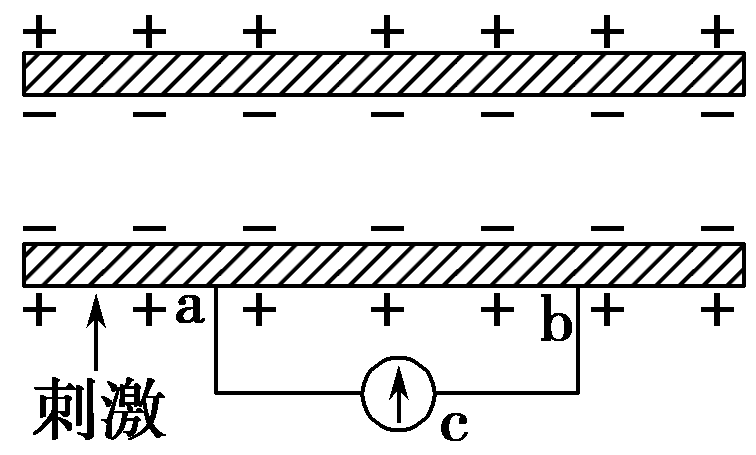 + + + + + + +
− − − − − − −
− − − − − − −
+ + a + + + b + +
刺激
c